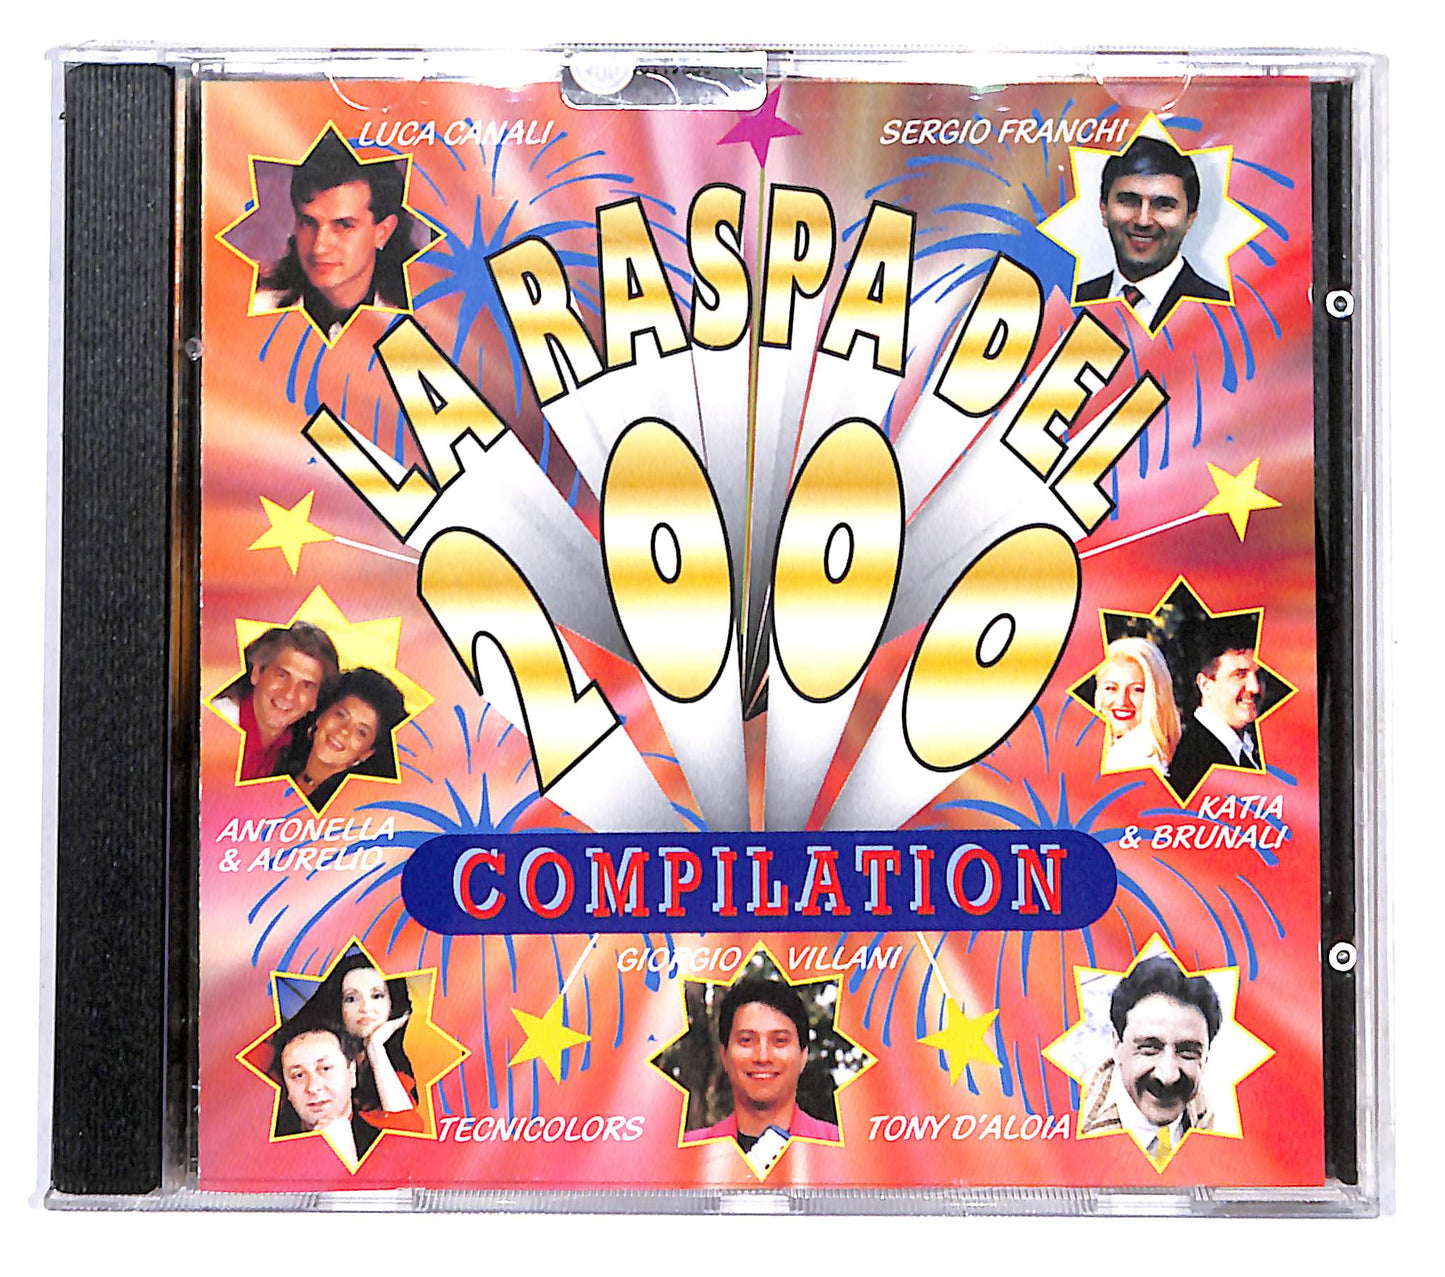 LUCA CANALI
SERGIO FRANCHI
LA RASPA DEL
2000
COMPILATION
ANTONELLA
& AURELIO
KATIA
& BRUNALI
GIORGIO VILLANI
TECNICOLORS
TONY D'ALOIA